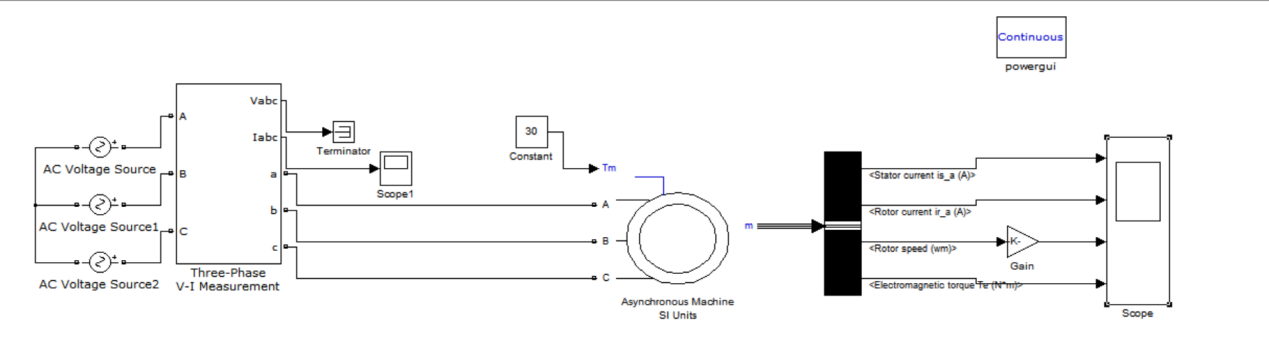 Continuous
powergui
Vabc
A
Iabc
30
Terminator
Constant
AC Voltage Source
Tm
<Stator current is_a (A)>
B
a
Scope1
A
<Rotor current ir_a (A)>
b
AC Voltage Source1
C
m
B
K-
<Rotor speed (wm)>
c
Gain
Three-Phase
V-I Measurement
AC Voltage Source2
C
<Electromagnetic torque Te (N*m)>
Asynchronous Machine
SI Units
Scope